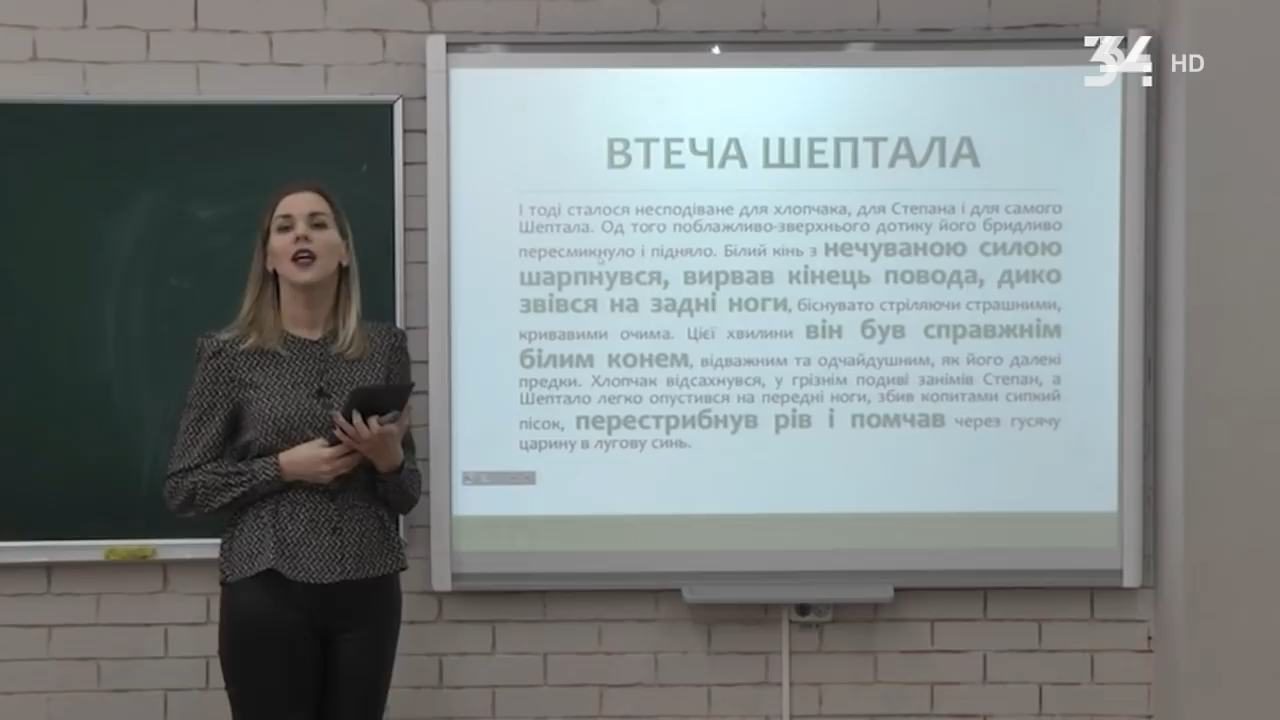 34 HD
ВТЕЧА ШЕПТАЛА
І тоді сталося несподіване для хлопчака, для Степана і для самого
Шептала. Од того поблажливо-зверхнього дотику його бридливо
пересмикнуло і підняло. Білий кінь з нечуваною силою
шарпнувся, вирвав кінець повода, дико
звівся на задні ноги, біснувато стріляючи страшними,
кривавими очима. Цієї хвилини він був справжнім
білим конем, відважним та одчайдушним, як його далекі
предки. Хлопчак відсахнувся, у грізнім подиві занімів Степан, а
Шептало легко опустився на передні ноги, збив копитами сипкий
пісок, перестрибнув рів і помчав через гусячу
царину в лугову синь.